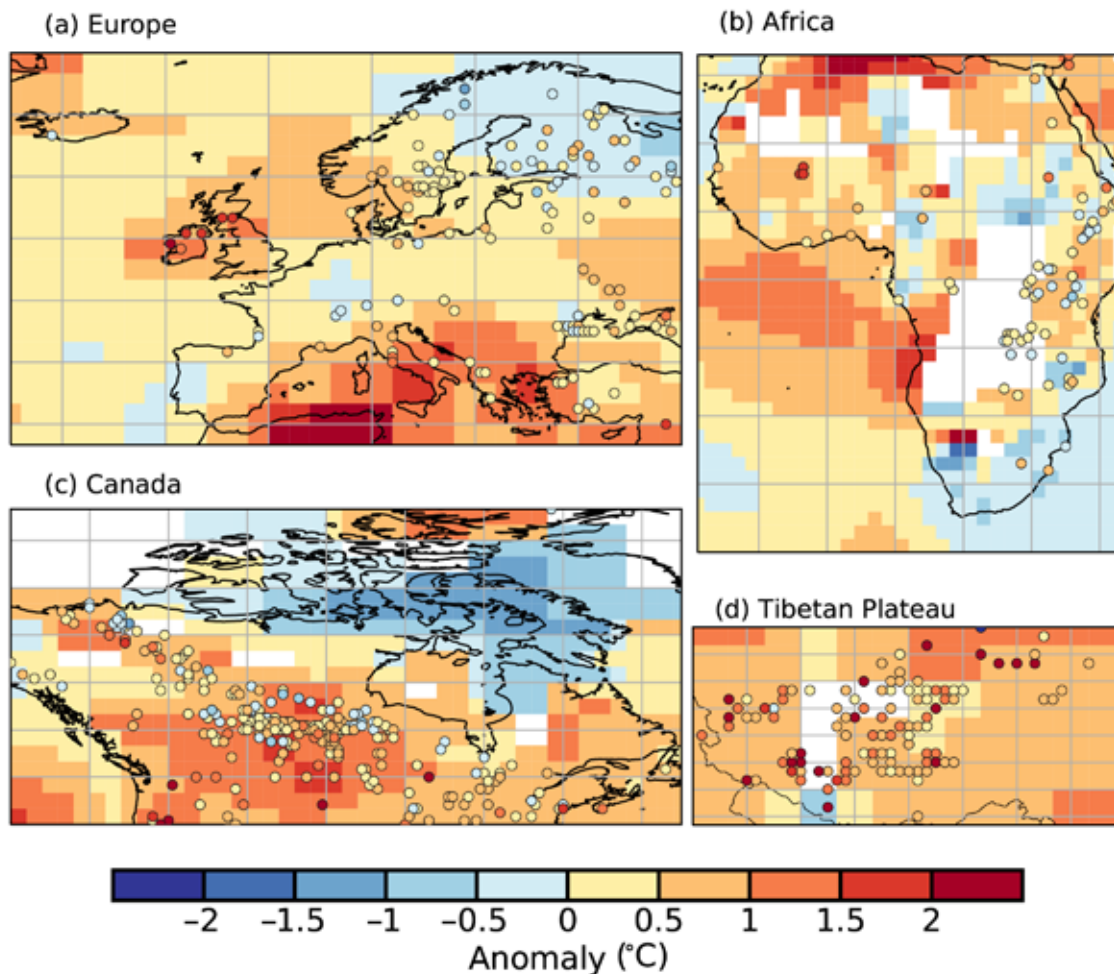 (a) Europe
(b) Africa
(c) Canada
(d) Tibetan Plateau
−2 −1.5 −1 −0.5 0 0.5 1 1.5 2
Anomaly (°C)